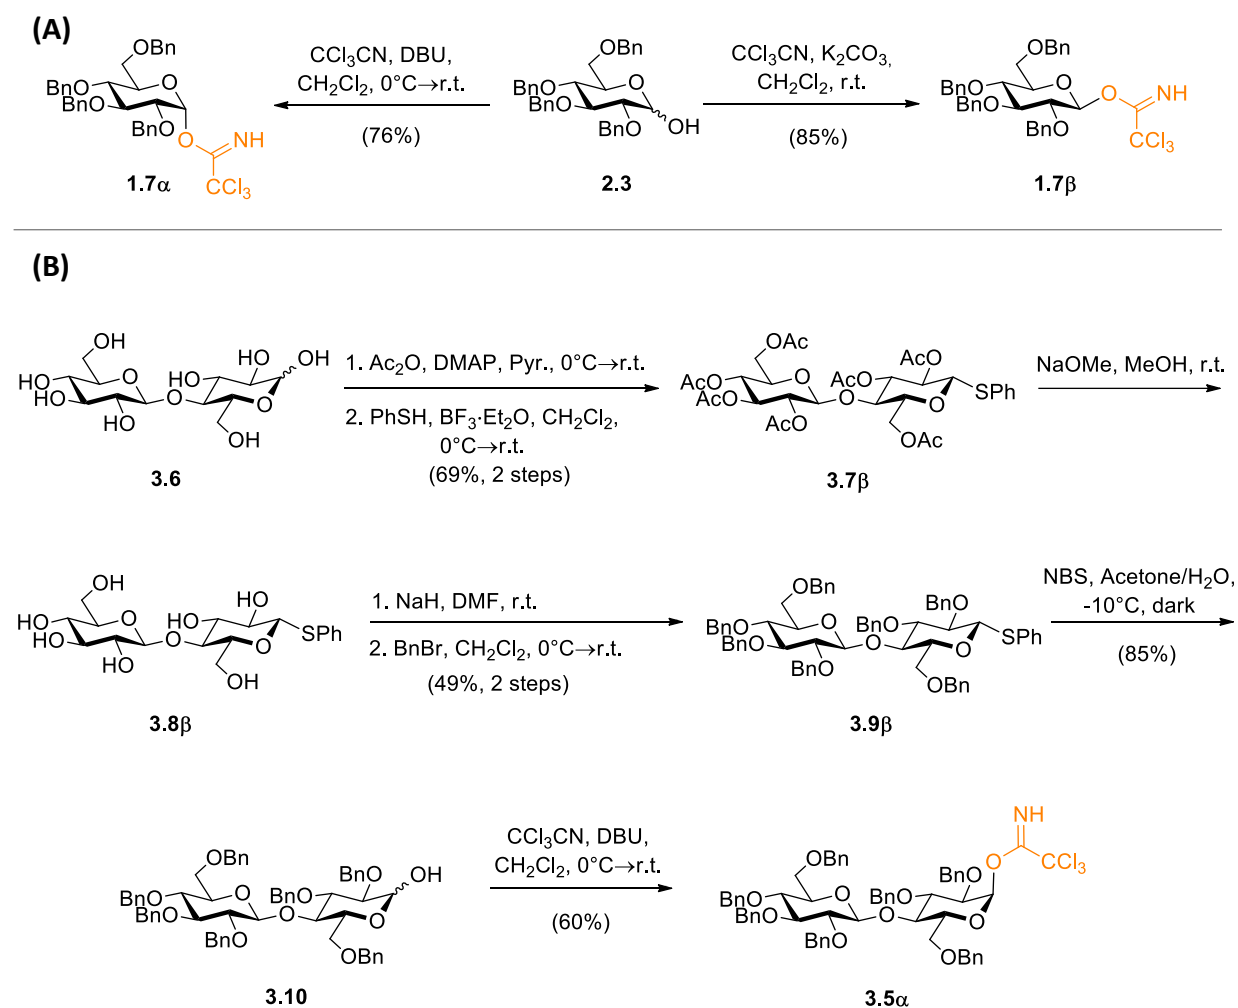 (A)
CCl3CN, DBU,
CH2Cl2, 0°C→r.t.
(76%)
CCl3CN, K2CO3,
CH2Cl2, r.t.
(85%)
OBn
O
BnO
BnO
BnO
O
NH
CCl3
1.7α
OBn
O
BnO
BnO
BnO
OH
2.3
OBn
O
BnO
BnO
BnO
O
NH
CCl3
1.7β
(B)
OH
HO
HO
O
OH
O
HO
HO
OH
O
OH
3.6
1. Ac2O, DMAP, Pyr., 0°C→r.t.
2. PhSH, BF3·Et2O, CH2Cl2,
0°C→r.t.
(69%, 2 steps)
OAc
AcO
AcO
O
AcO
O
AcO
AcO
SPh
O
OAc
3.7β
NaOMe, MeOH, r.t.
OH
HO
HO
O
OH
O
HO
HO
SPh
O
OH
3.8β
1. NaH, DMF, r.t.
2. BnBr, CH2Cl2, 0°C→r.t.
(49%, 2 steps)
OBn
BnO
BnO
O
BnO
O
BnO
BnO
SPh
O
OBn
3.9β
NBS, Acetone/H2O,
-10°C, dark
(85%)
OBn
BnO
BnO
O
BnO
O
BnO
BnO
OH
O
OBn
3.10
CCl3CN, DBU,
CH2Cl2, 0°C→r.t.
(60%)
OBn
BnO
BnO
O
BnO
O
BnO
BnO
O
NH
CCl3
O
OBn
3.5α